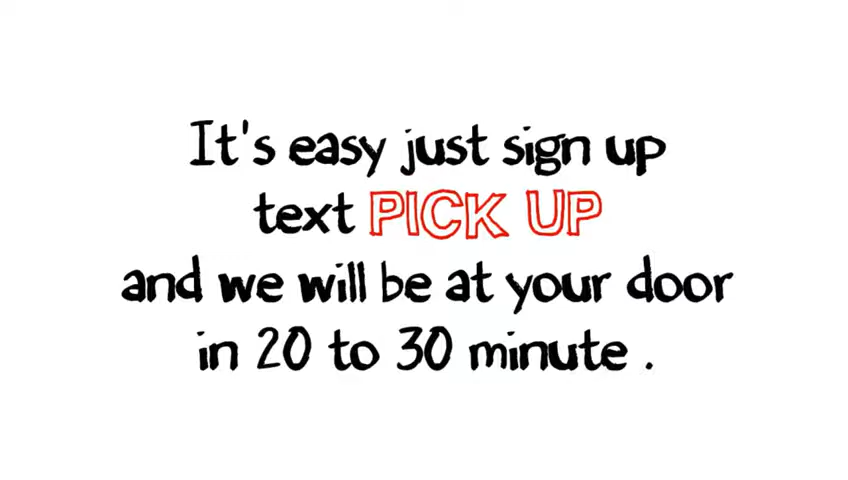 It's easy just sign up
text PICK UP
and we will be at your door
in 20 to 30 minute .